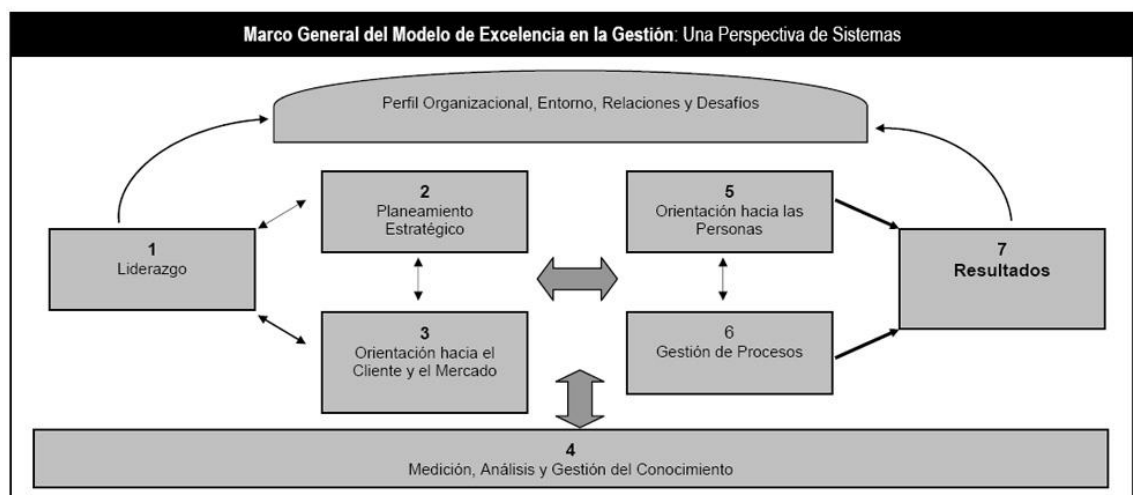 Marco General del Modelo de Excelencia en la Gestión: Una Perspectiva de Sistemas
Perfil Organizacional, Entorno, Relaciones y Desafíos
1
Liderazgo
2
Planeamiento
Estratégico
3
Orientación hacia el
Cliente y el Mercado
5
Orientación hacia las
Personas
6
Gestión de Procesos
7
Resultados
4
Medición, Análisis y Gestión del Conocimiento